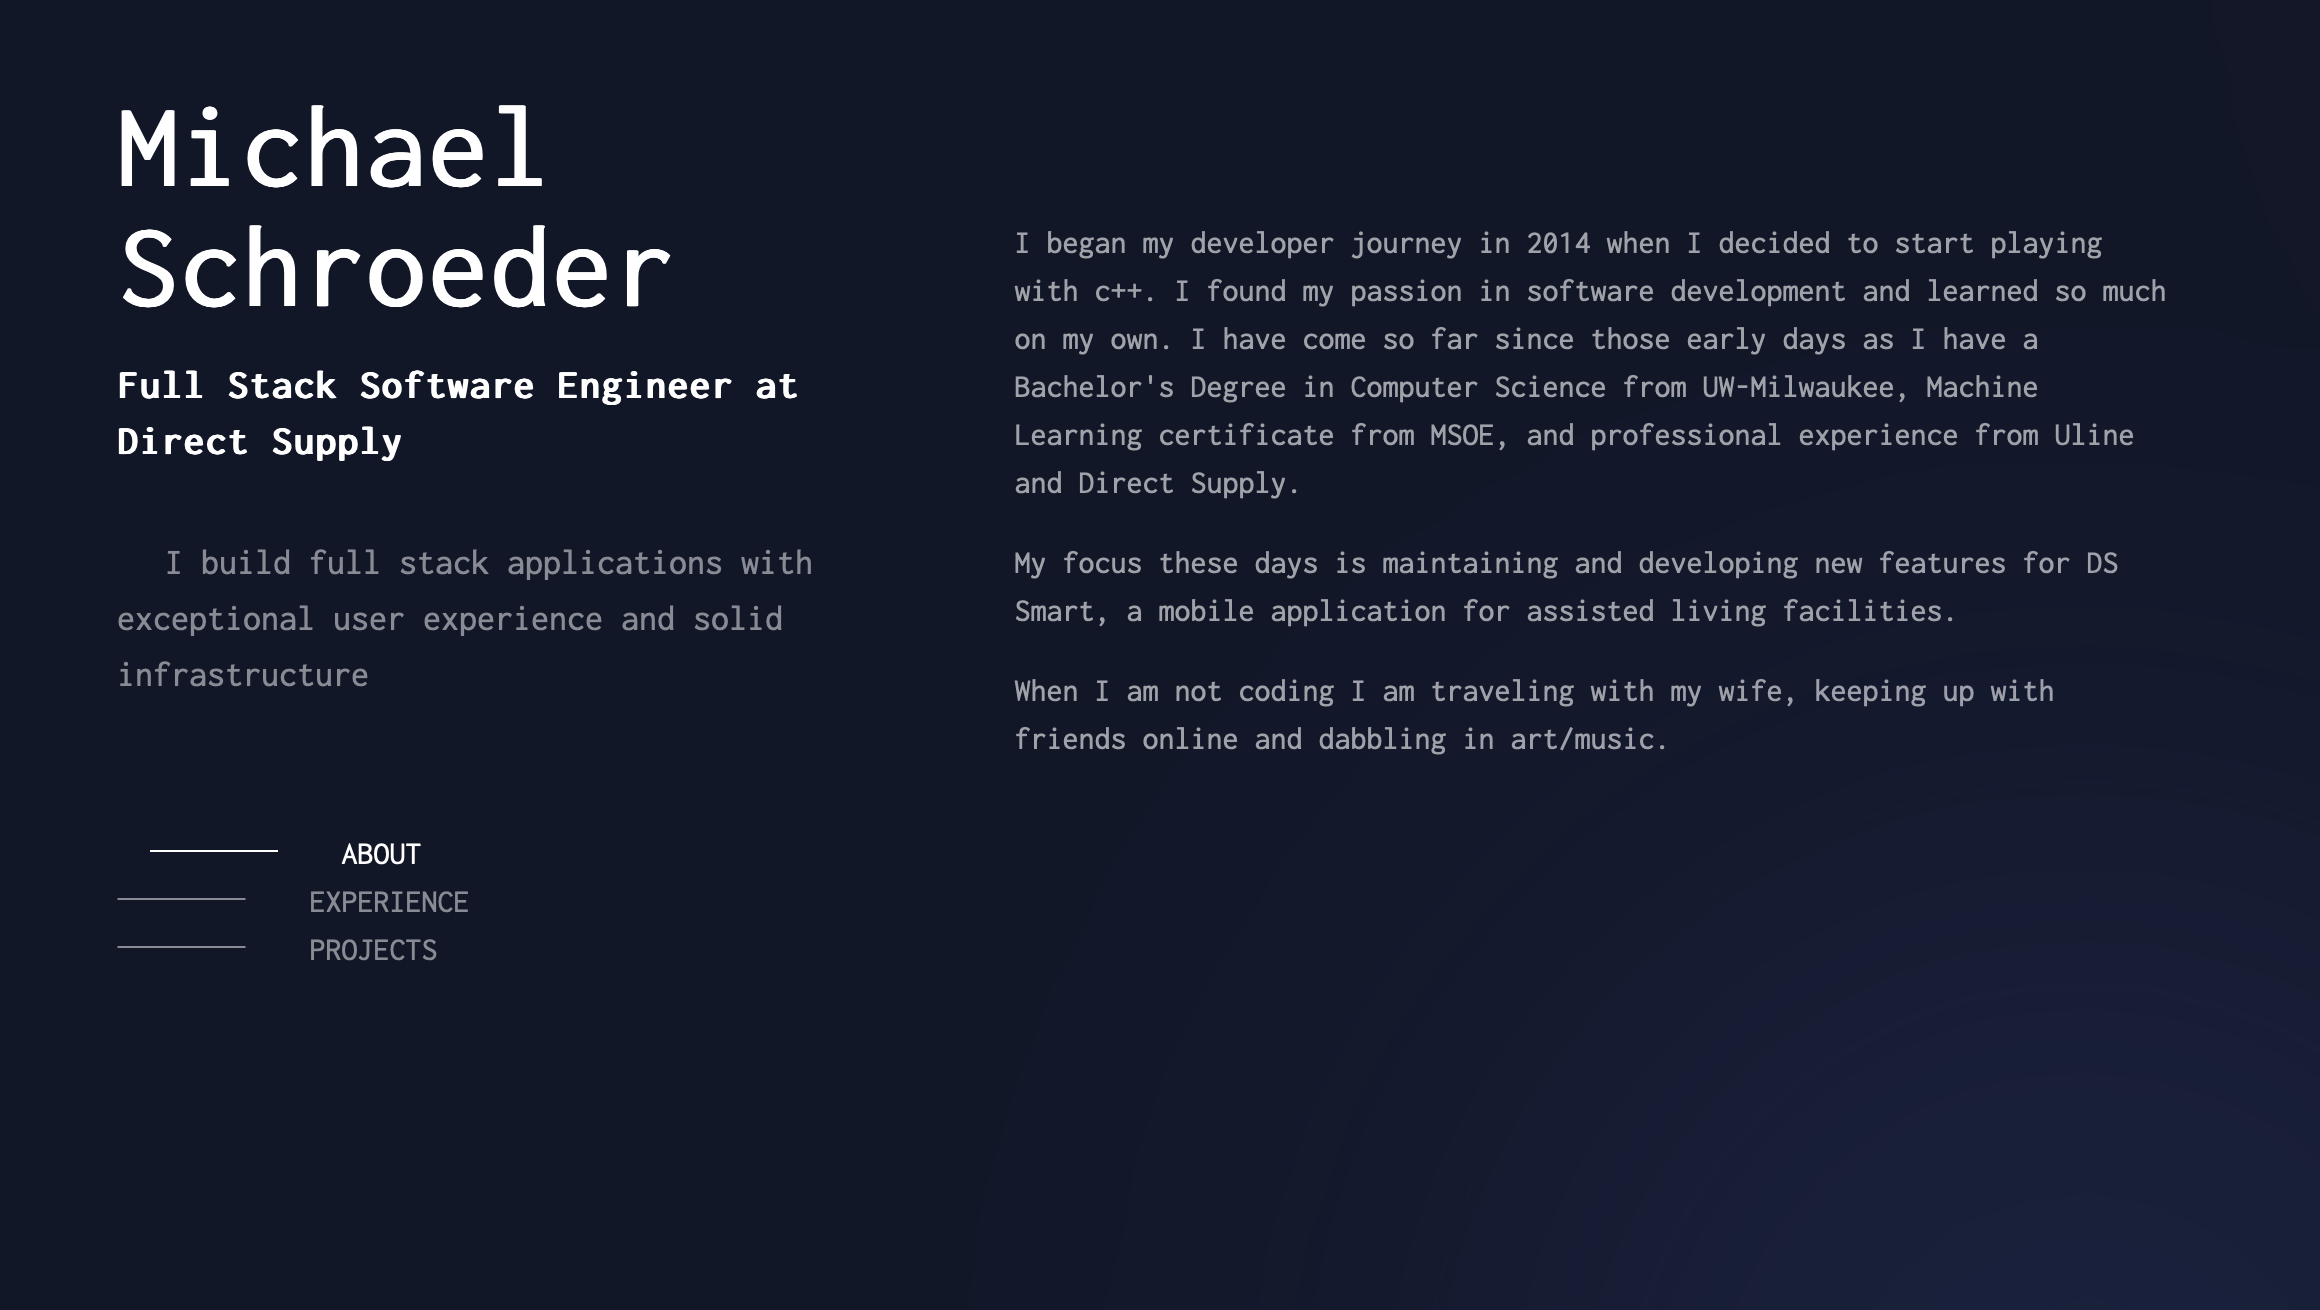 Michael
Schroeder
Full Stack Software Engineer at
Direct Supply
I build full stack applications with
exceptional user experience and solid
infrastructure
ABOUT
EXPERIENCE
PROJECTS
I began my developer journey in 2014 when I decided to start playing
with c++. I found my passion in software development and learned so much
on my own. I have come so far since those early days as I have a
Bachelor's Degree in Computer Science from UW-Milwaukee, Machine
Learning certificate from MSOE, and professional experience from Uline
and Direct Supply.
My focus these days is maintaining and developing new features for DS
Smart, a mobile application for assisted living facilities.
When I am not coding I am traveling with my wife, keeping up with
friends online and dabbling in art/music.